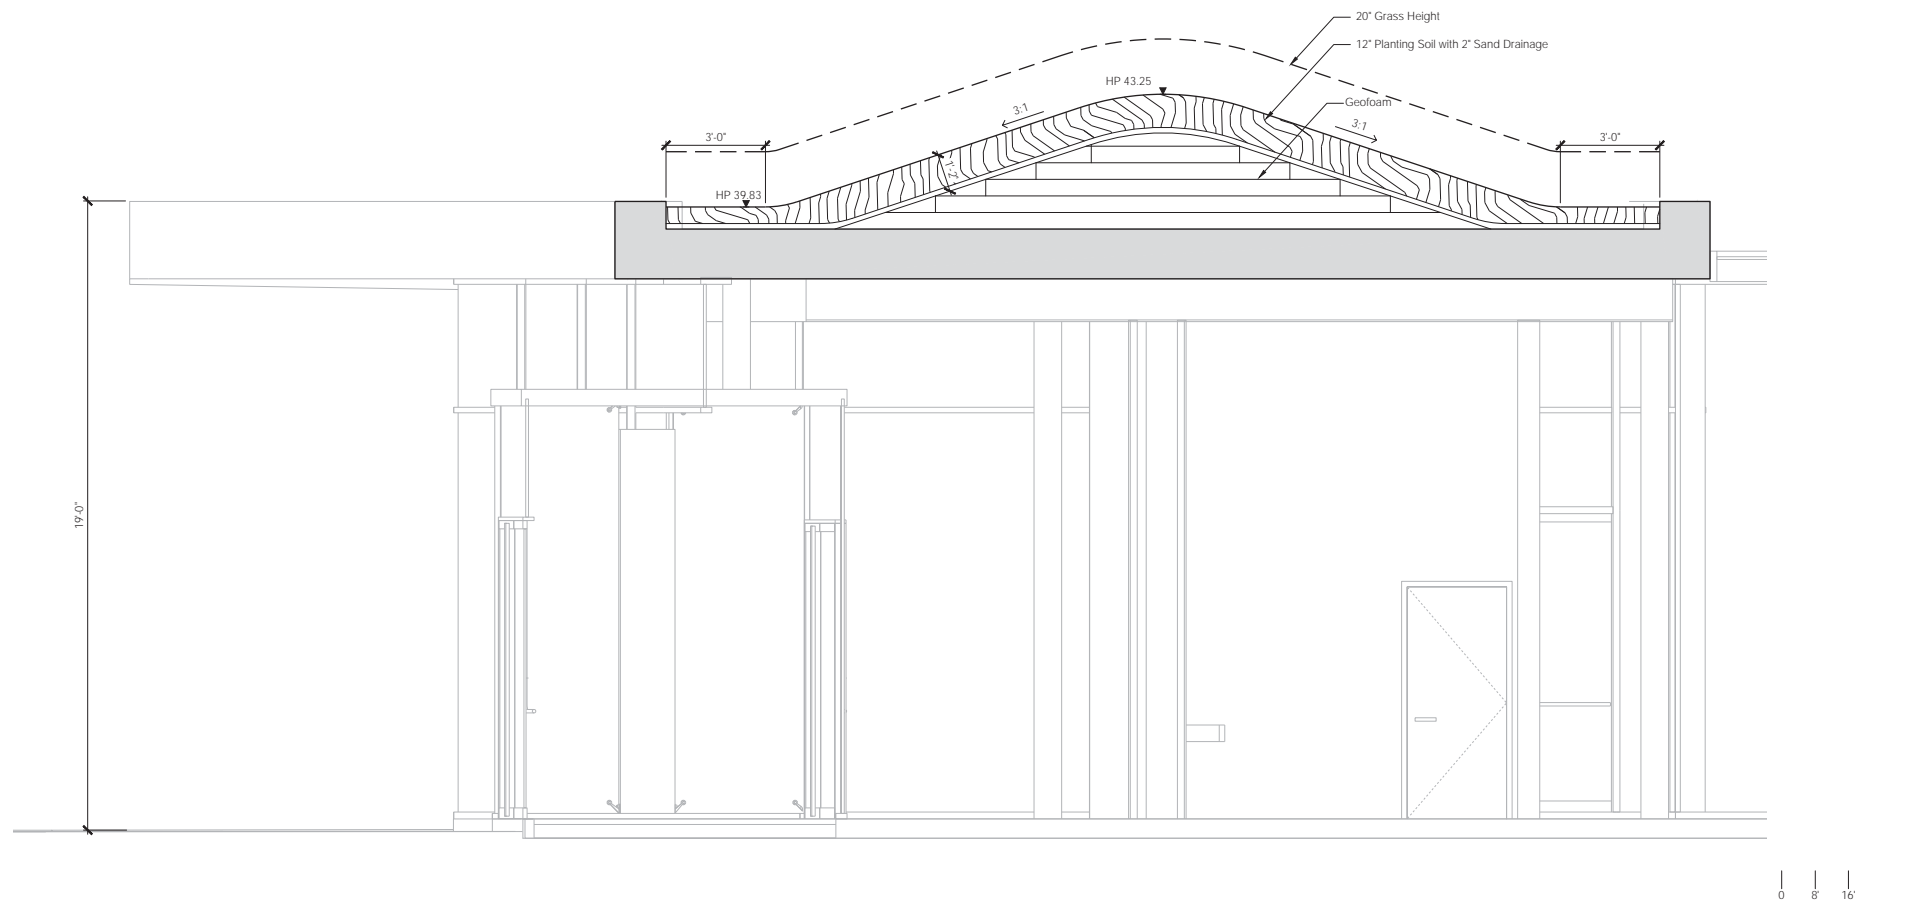 20" Grass Height
12" Planting Soil with 2" Sand Drainage
HP 43.25
Geofoam
3:1
3:1
3'-0"
3'-0"
1'-2"
HP 39.83
19'-0"
0 8' 16'